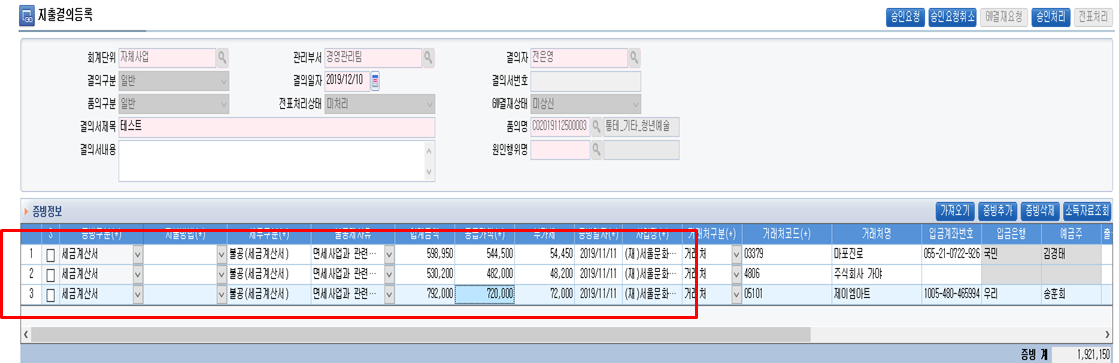 지출결의등록 승인요청 승인요청취소 GW결재요청 승인처리 전표처리
회계단위 자체사업 관리부서 경영관리팀 결의자 전은영
결의구분 일반 결의일자 2019/12/10 결의서번호
품의구분 일반 전표처리상태 미처리 GW결재상태 미상신
결의서제목 테스트 품의명 C02019112500003 통테_기타_청년예술
결의서내용 원인행위명
증빙정보 가져오기 증빙추가 증빙삭제 소득자료조회
S 증빙구분(+) 지출방법(+) 세무구분(+) 불공제사유 입계금액 공급가액(+) 부가세 증빙일자(+) 사업장(+) 거래처구분(+) 거래처코드(+) 거래처명 입금계좌번호 입금은행 예금주
1 세금계산서 불공(세금계산서) 면세사업과 관련… 598,950 544,500 54,450 2019/11/11 (재)서울문화… 거래처 03379 마포진로 055-21-0722-926 국민 김경태
2 세금계산서 불공(세금계산서) 면세사업과 관련… 530,200 482,000 48,200 2019/11/11 (재)서울문화… 거래처 4806 주식회사 가야
3 세금계산서 불공(세금계산서) 면세사업과 관련… 792,000 720,000 72,000 2019/11/11 (재)서울문화… 거래처 05101 제이엠아트 1005-480-465994 우리 송훈희
증빙 계 1,921,150